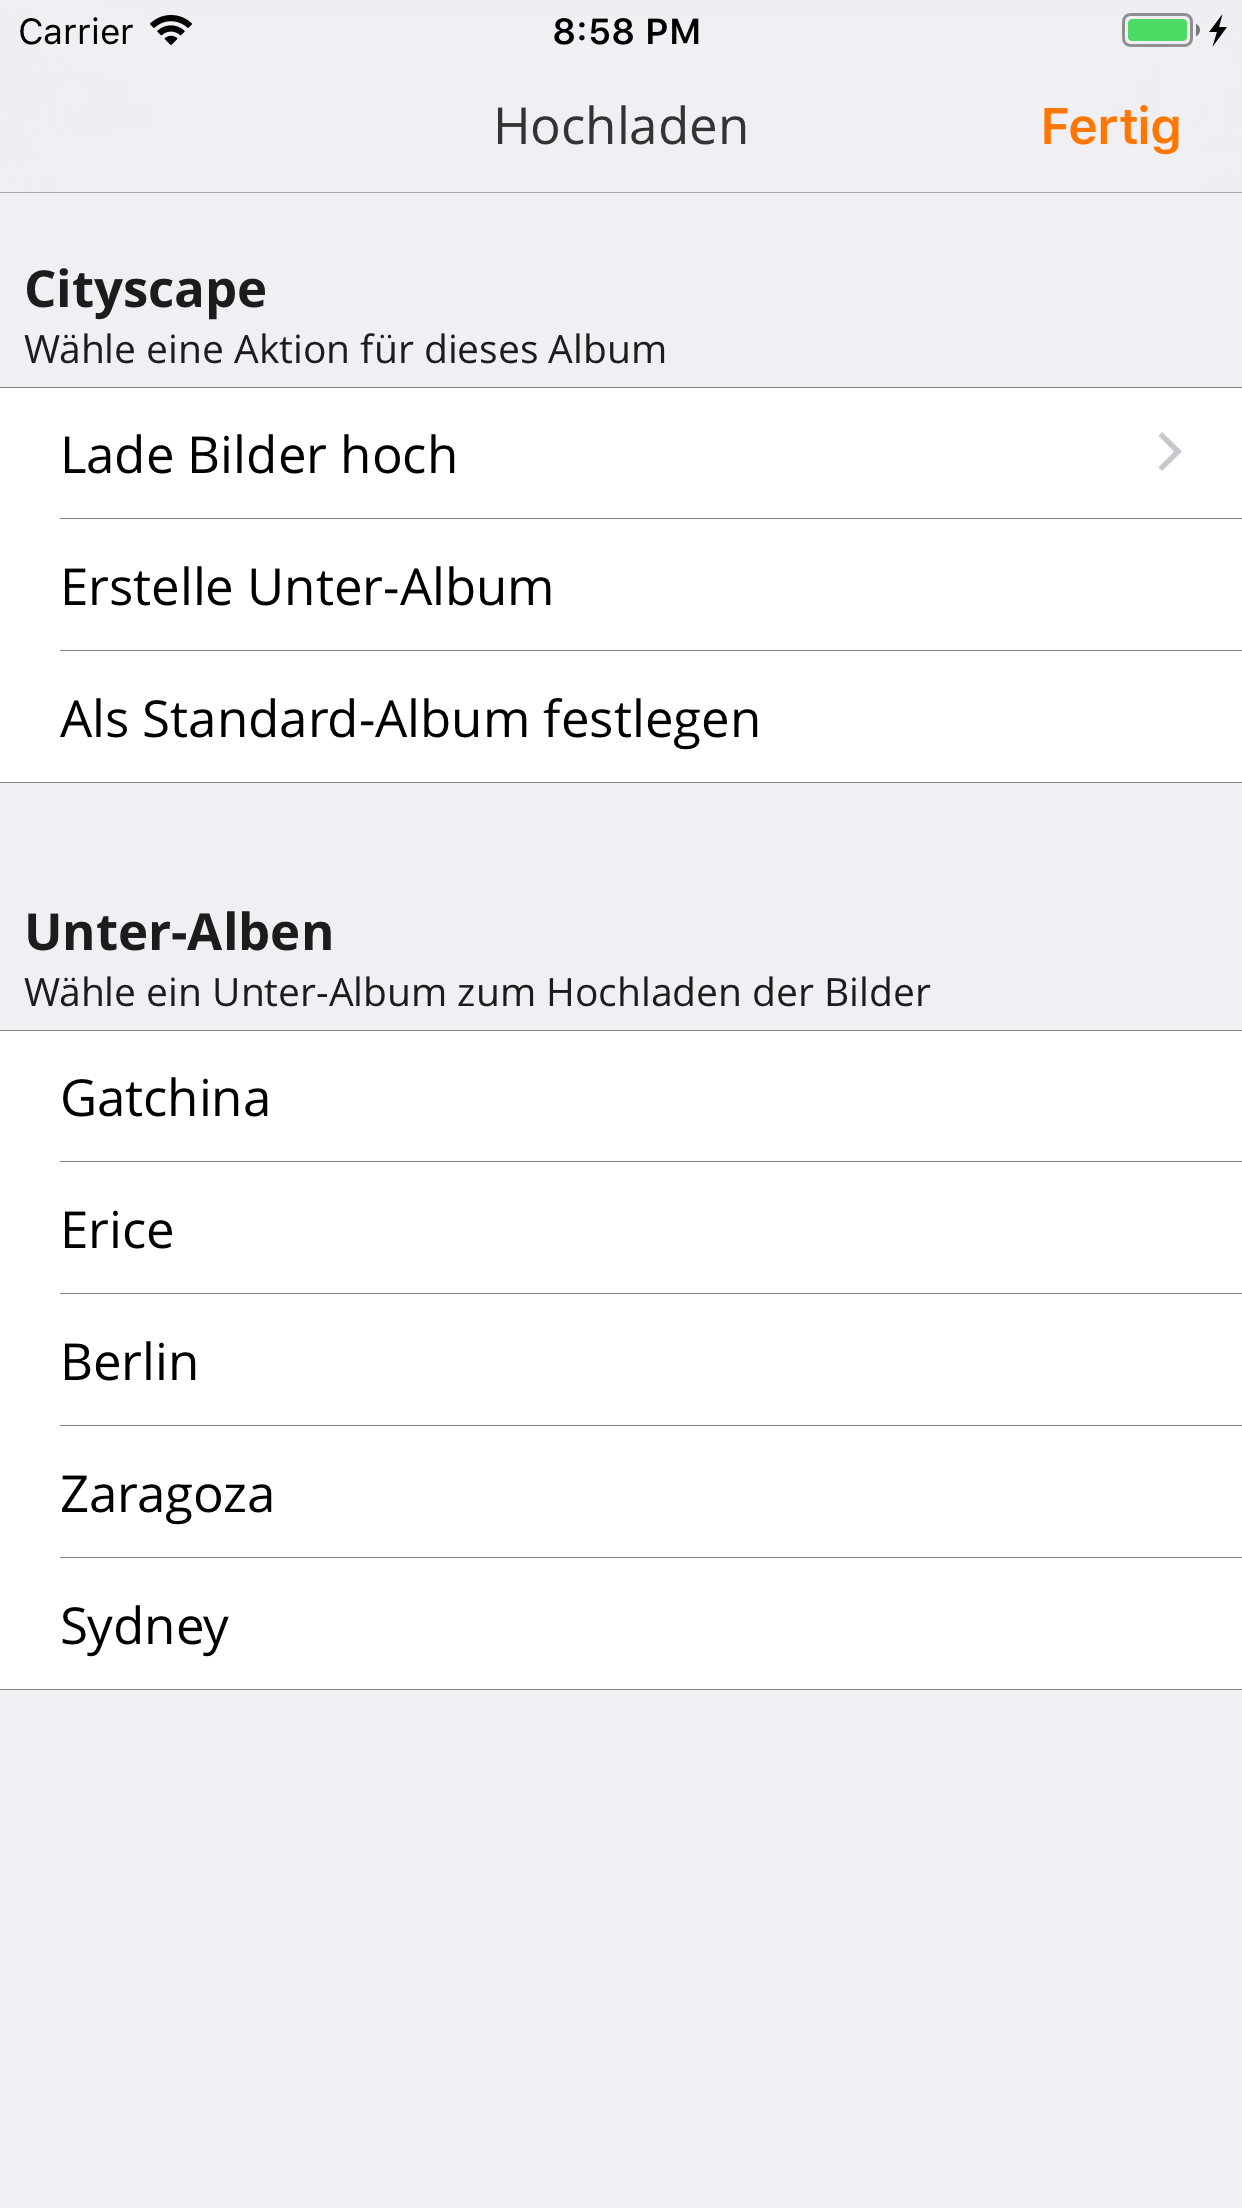 Carrier 8:58 PM
Hochladen Fertig
Cityscape
Wähle eine Aktion für dieses Album
Lade Bilder hoch
Erstelle Unter-Album
Als Standard-Album festlegen
Unter-Alben
Wähle ein Unter-Album zum Hochladen der Bilder
Gatchina
Erice
Berlin
Zaragoza
Sydney